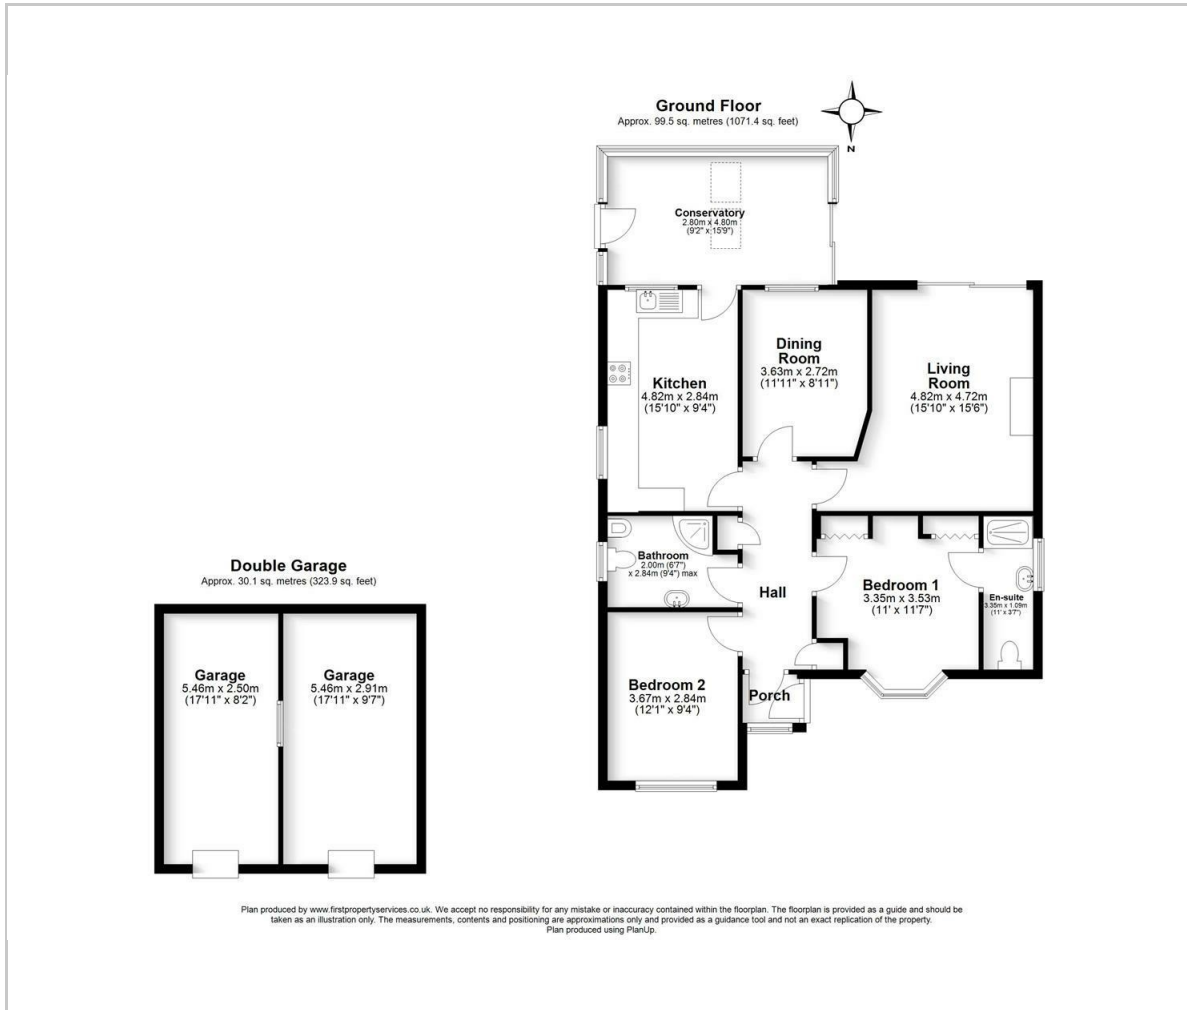 Ground Floor
Approx. 99.5 sq. metres (1071.4 sq. feet)
N
Conservatory
2.80m x 4.80m
(9'2" x 15'9")
Kitchen
4.82m x 2.84m
(15'10" x 9'4")
Dining
Room
3.63m x 2.72m
(11'11" x 8'11")
Living
Room
4.82m x 4.72m
(15'10" x 15'6")
Bathroom
2.00m (6'7")
x 2.84m (9'4") max
Hall
Bedroom 1
3.35m x 3.53m
(11' x 11'7")
En-suite
3.35m x 1.09m
(11' x 3'7")
Bedroom 2
3.67m x 2.84m
(12'1" x 9'4")
Porch
Double Garage
Approx. 30.1 sq. metres (323.9 sq. feet)
Garage
5.46m x 2.50m
(17'11" x 8'2")
Garage
5.46m x 2.91m
(17'11" x 9'7")
Plan produced by www.firstpropertyservices.co.uk. We accept no responsibility for any mistake or inaccuracy contained within the floorplan. The floorplan is provided as a guide and should be
taken as an illustration only. The measurements, contents and positioning are approximations only and provided as a guidance tool and not an exact replication of the property.
Plan produced using PlanUp.